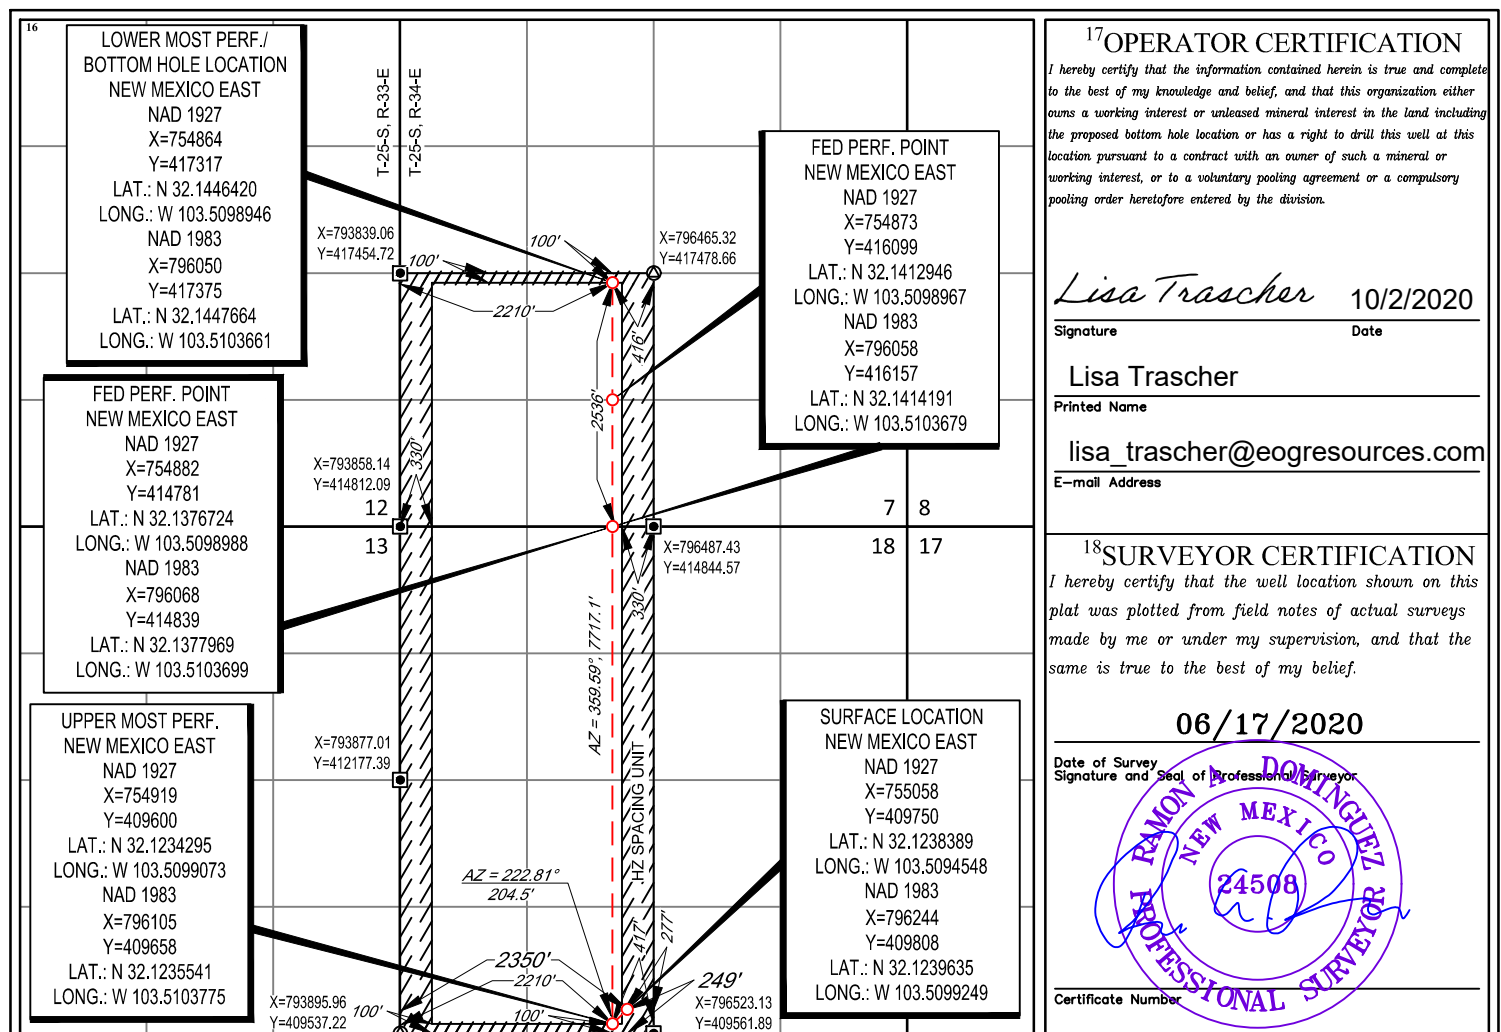 16
LOWER MOST PERF./
BOTTOM HOLE LOCATION
NEW MEXICO EAST
NAD 1927
X=754864
Y=417317
LAT.: N 32.1446420
LONG.: W 103.5098946
NAD 1983
X=796050
Y=417375
LAT.: N 32.1447664
LONG.: W 103.5103661
T-25-S, R-33-E
T-25-S, R-34-E
FED PERF. POINT
NEW MEXICO EAST
NAD 1927
X=754873
Y=416099
LAT.: N 32.1412946
LONG.: W 103.5098967
NAD 1983
X=796058
Y=416157
LAT.: N 32.1414191
LONG.: W 103.5103679
X=793839.06
Y=417454.72
100'
100'
X=796465.32
Y=417478.66
2210'
416'
2536'
FED PERF. POINT
NEW MEXICO EAST
NAD 1927
X=754882
Y=414781
LAT.: N 32.1376724
LONG.: W 103.5098988
NAD 1983
X=796068
Y=414839
LAT.: N 32.1377969
LONG.: W 103.5103699
330'
X=793858.14
Y=414812.09
12
13
7
8
18
17
X=796487.43
Y=414844.57
330'
AZ = 359.59°, 7717.1'
UPPER MOST PERF.
NEW MEXICO EAST
NAD 1927
X=754919
Y=409600
LAT.: N 32.1234295
LONG.: W 103.5099073
NAD 1983
X=796105
Y=409658
LAT.: N 32.1235541
LONG.: W 103.5103775
X=793877.01
Y=412177.39
HZ SPACING UNIT
SURFACE LOCATION
NEW MEXICO EAST
NAD 1927
X=755058
Y=409750
LAT.: N 32.1238389
LONG.: W 103.5094548
NAD 1983
X=796244
Y=409808
LAT.: N 32.1239635
LONG.: W 103.5099249
AZ = 222.81°
204.5'
417'
277'
2350'
2210'
249'
X=793895.96
Y=409537.22
100'
100'
X=796523.13
Y=409561.89
17OPERATOR CERTIFICATION
I hereby certify that the information contained herein is true and complete
to the best of my knowledge and belief, and that this organization either
owns a working interest or unleased mineral interest in the land including
the proposed bottom hole location or has a right to drill this well at this
location pursuant to a contract with an owner of such a mineral or
working interest, or to a voluntary pooling agreement or a compulsory
pooling order heretofore entered by the division.
Lisa Trascher 10/2/2020
Signature Date
Lisa Trascher
Printed Name
lisa_trascher@eogresources.com
E-mail Address
18SURVEYOR CERTIFICATION
I hereby certify that the well location shown on this
plat was plotted from field notes of actual surveys
made by me or under my supervision, and that the
same is true to the best of my belief.
06/17/2020
Date of Survey
Signature and Seal of Professional Surveyor
RAMON A. DOMINGUEZ
NEW MEXICO
24508
PROFESSIONAL SURVEYOR
Certificate Number